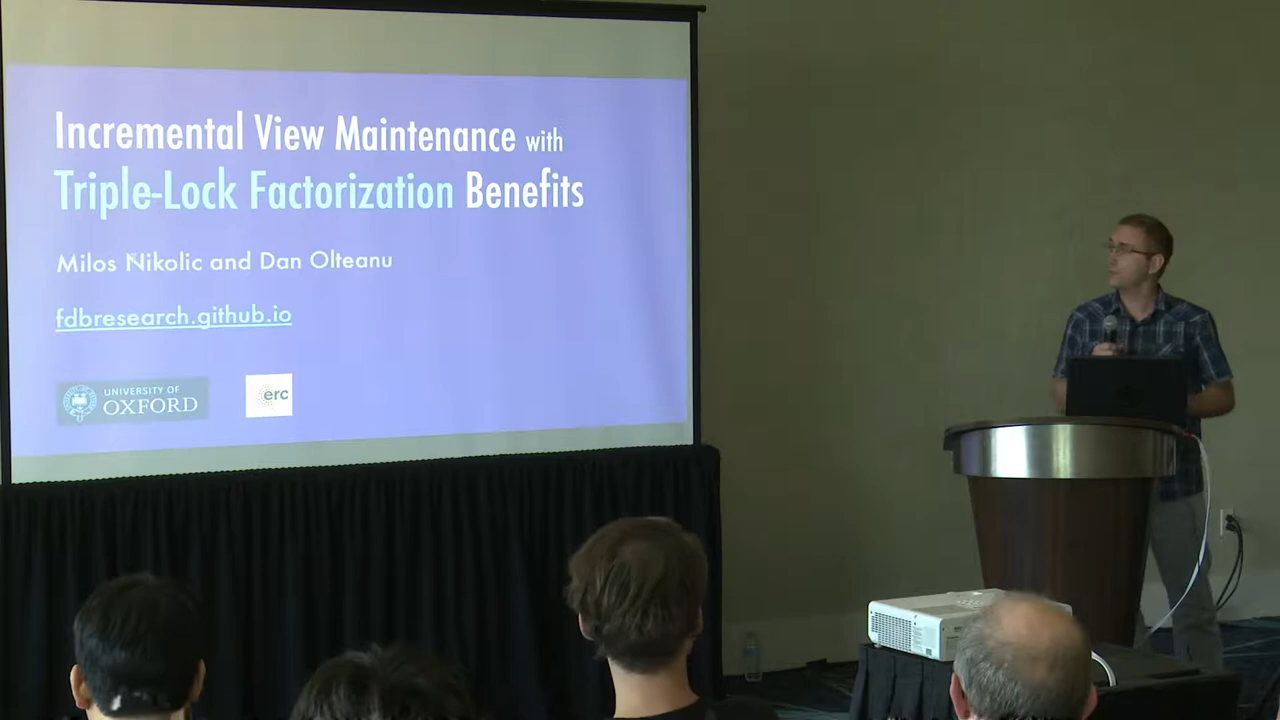 Incremental View Maintenance with
Triple-Lock Factorization Benefits
Milos Nikolic and Dan Olteanu
fdbresearch.github.io
UNIVERSITY OF
OXFORD
erc